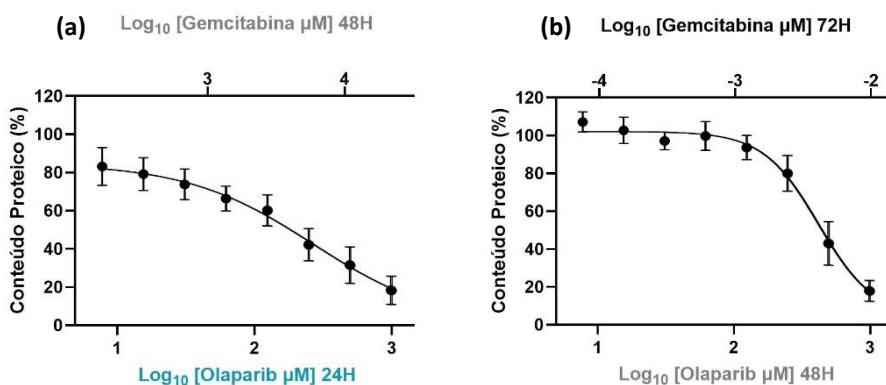 (a)
Log10 [Gemcitabina µM] 48H
3 4
Conteúdo Proteico (%)
120
100
80
60
40
20
0
1 2 3
Log10 [Olaparib µM] 24H
(b)
Log10 [Gemcitabina µM] 72H
-4 -3 -2
Conteúdo Proteico (%)
120
100
80
60
40
20
0
1 2 3
Log10 [Olaparib µM] 48H